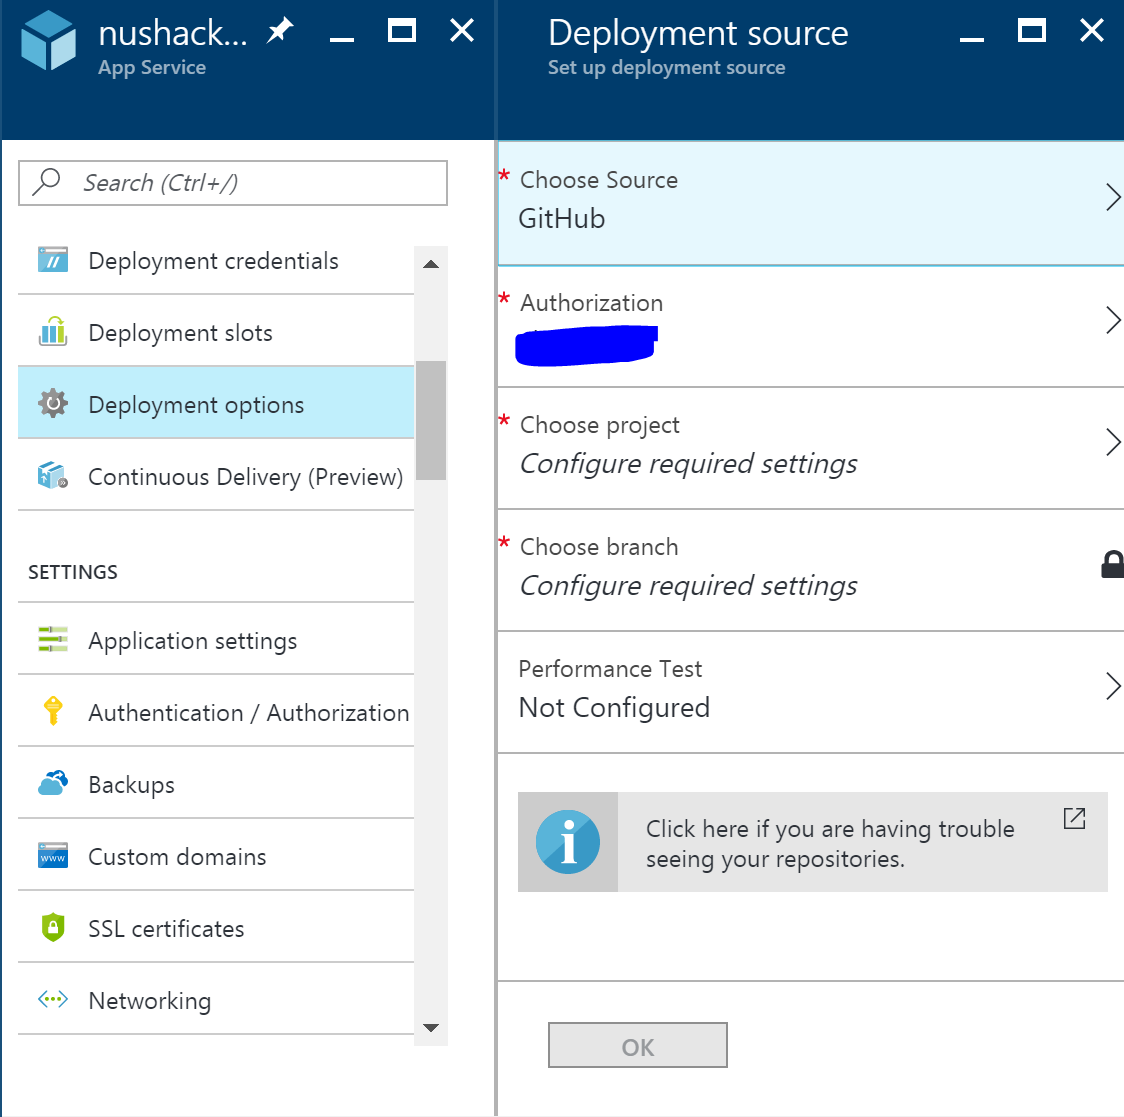 nushack...
App Service
Search (Ctrl+/)
Deployment credentials
Deployment slots
Deployment options
Continuous Delivery (Preview)
SETTINGS
Application settings
Authentication / Authorization
Backups
www
Custom domains
SSL certificates
Networking
Deployment source
Set up deployment source
* Choose Source
GitHub
* Authorization
* Choose project
Configure required settings
* Choose branch
Configure required settings
Performance Test
Not Configured
Click here if you are having trouble
seeing your repositories.
OK